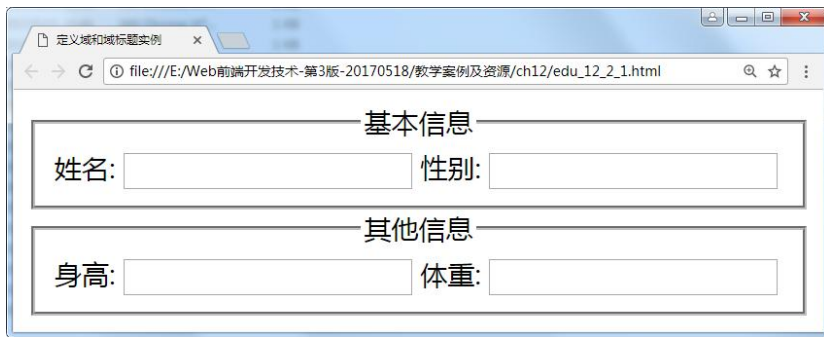 定义域和域标题实例
file:///E:/Web前端开发技术-第3版-20170518/教学案例及资源/ch12/edu_12_2_1.html
基本信息
姓名: 性别:
其他信息
身高: 体重: